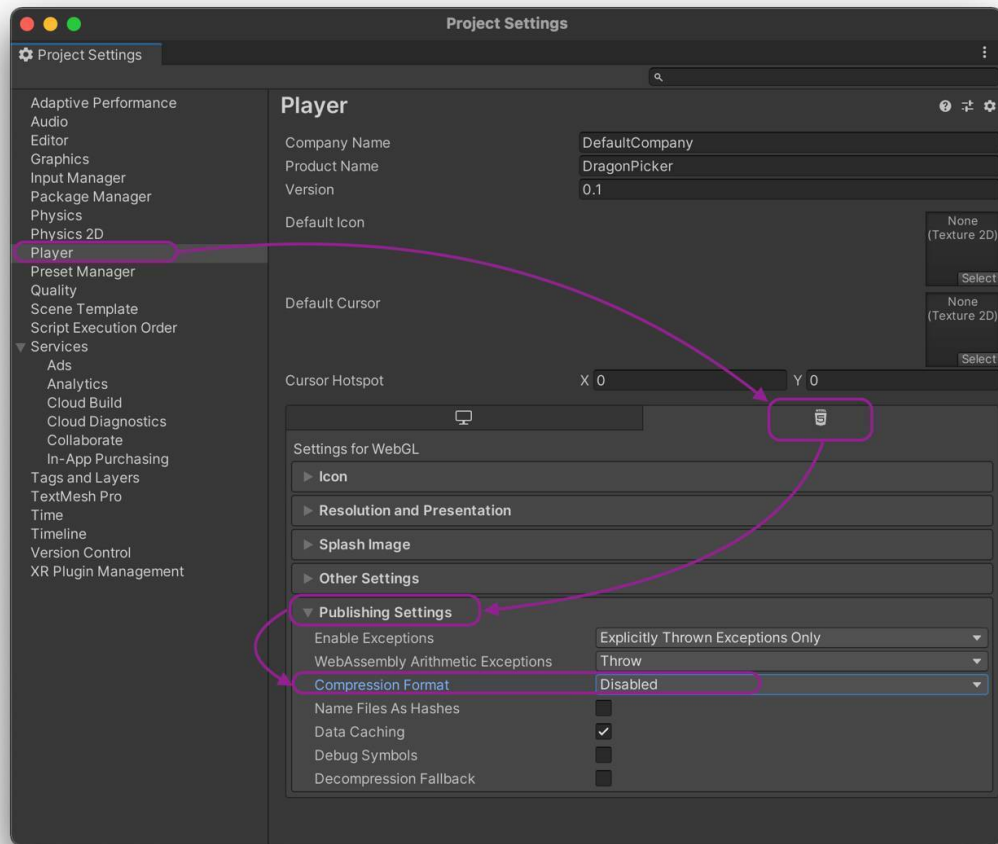 Project Settings
Project Settings
Adaptive Performance
Audio
Editor
Graphics
Input Manager
Package Manager
Physics
Physics 2D
Player
Preset Manager
Quality
Scene Template
Script Execution Order
Services
Ads
Analytics
Cloud Build
Cloud Diagnostics
Collaborate
In-App Purchasing
Tags and Layers
TextMesh Pro
Time
Timeline
Version Control
XR Plugin Management
Player
Company Name DefaultCompany
Product Name DragonPicker
Version 0.1
Default Icon
None
(Texture 2D)
Select
Default Cursor
None
(Texture 2D)
Select
Cursor Hotspot X 0 Y 0
Settings for WebGL
Icon
Resolution and Presentation
Splash Image
Other Settings
Publishing Settings
Enable Exceptions Explicitly Thrown Exceptions Only
WebAssembly Arithmetic Exceptions Throw
Compression Format Disabled
Name Files As Hashes
Data Caching
Debug Symbols
Decompression Fallback